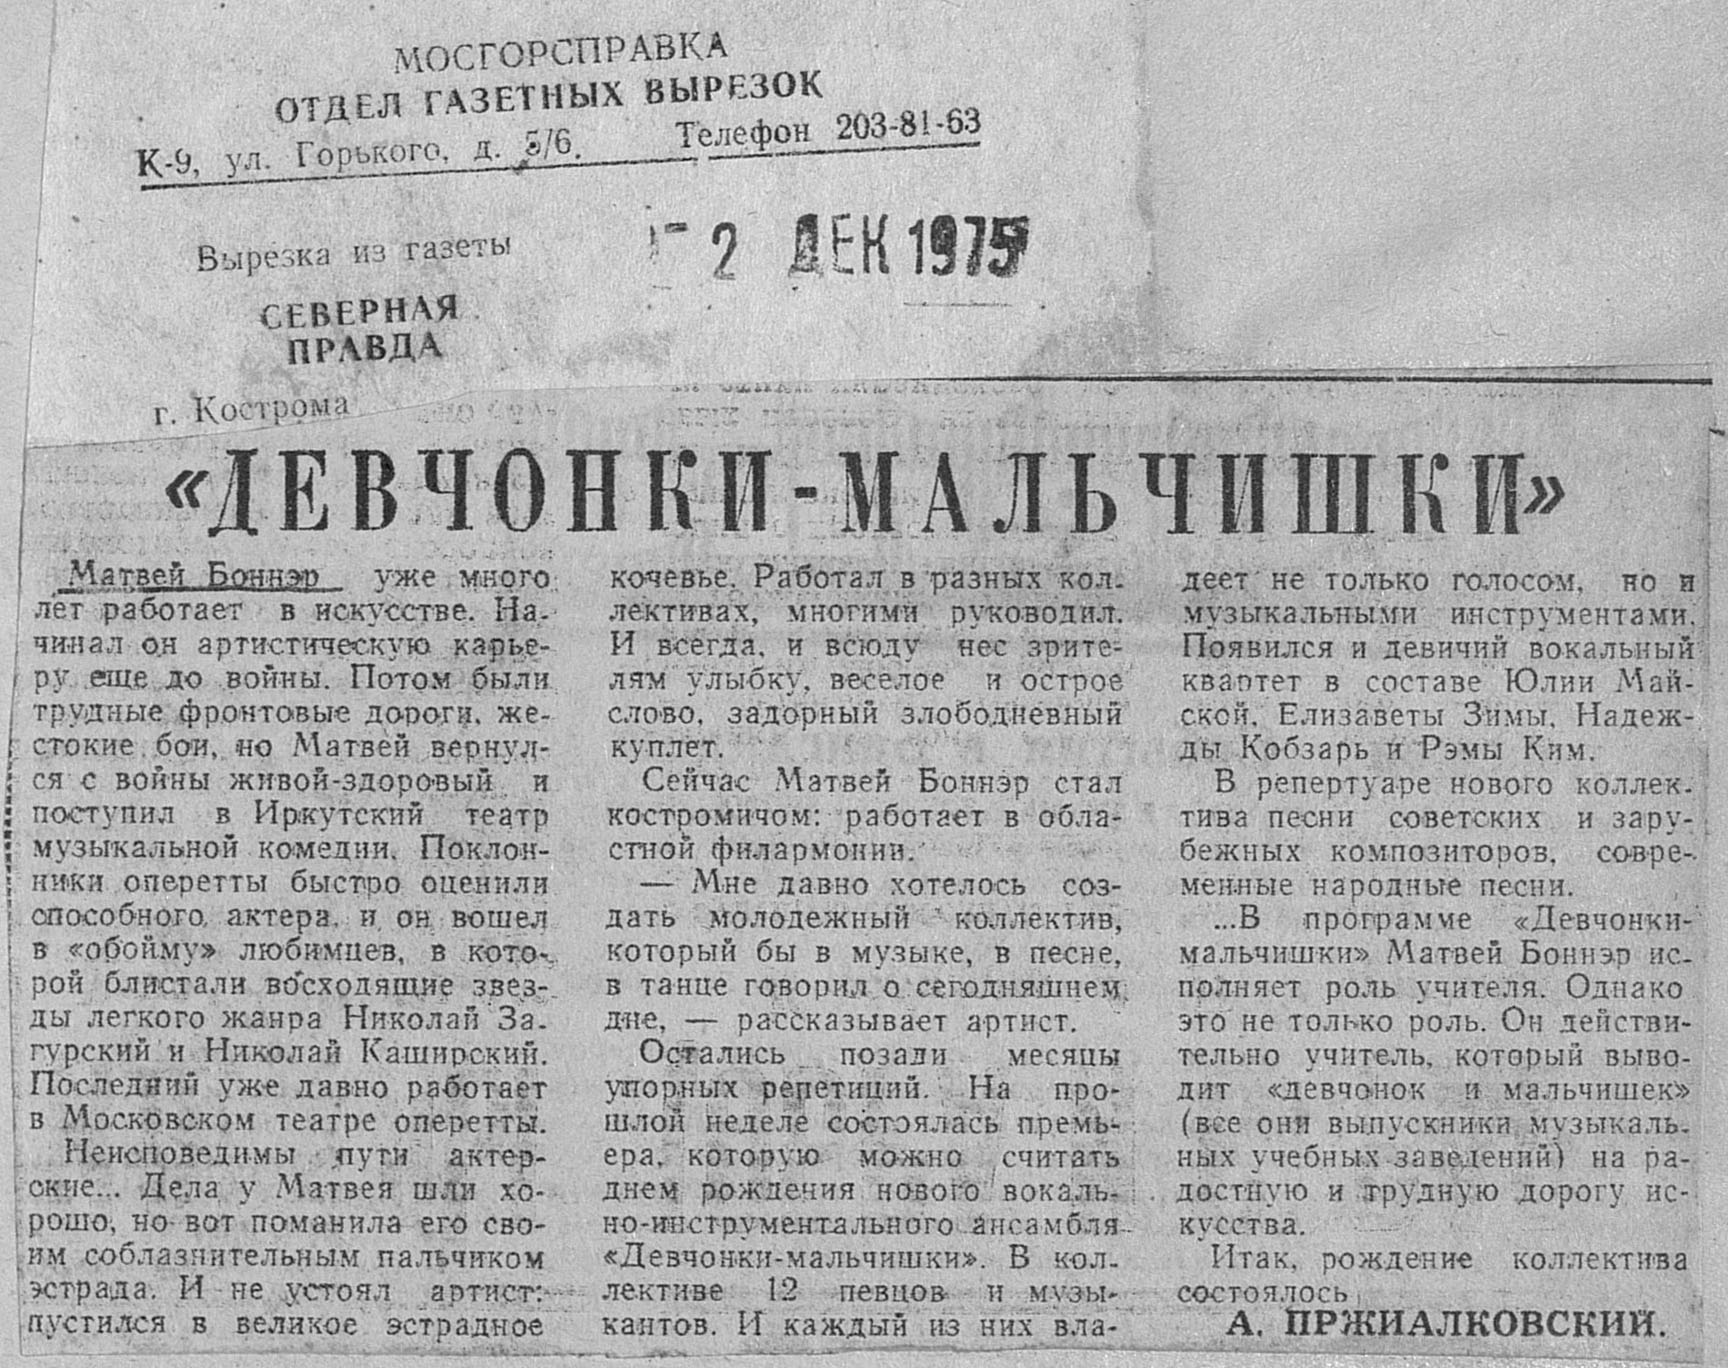 МОСГОРСПРАВКА
ОТДЕЛ ГАЗЕТНЫХ ВЫРЕЗОК
К-9, ул. Горького, д. 5/6. Телефон 203-81-63
Вырезка из газеты
2 ДЕК 1975
СЕВЕРНАЯ
ПРАВДА
г. Кострома
«ДЕВЧОНКИ-МАЛЬЧИШКИ»
Матвей Боннэр уже много
лет работает в искусстве. На-
чинал он артистическую карье-
ру еще до войны. Потом были
трудные фронтовые дороги, же-
стокие бои, но Матвей вернул-
ся с войны живой-здоровый и
поступил в Иркутский театр
музыкальной комедии. Поклон-
ники оперетты быстро оценили
способного актера, и он вошел
в «обойму» любимцев, в кото-
рой блистали восходящие звез-
ды легкого жанра Николай За-
гурский и Николай Каширский.
Последний уже давно работает
в Московском театре оперетты.
Неисповедимы пути актер-
ские... Дела у Матвея шли хо-
рошо, но вот поманила его сво-
им соблазнительным пальчиком
эстрада. И не устоял артист:
пустился в великое эстрадное
кочевье. Работал в разных кол-
лективах, многими руководил.
И всегда, и всюду нес зрите-
лям улыбку, веселое и острое
слово, задорный злободневный
куплет.
Сейчас Матвей Боннэр стал
костромичом: работает в обла-
стной филармонии.
— Мне давно хотелось соз-
дать молодежный коллектив,
который бы в музыке, в песне,
в танце говорил о сегодняшнем
дне, — рассказывает артист.
Остались позади месяцы
упорных репетиций. На про-
шлой неделе состоялась премь-
ера, которую можно считать
днем рождения нового вокаль-
но-инструментального ансамбля
«Девчонки-мальчишки». В кол-
лективе 12 певцов и музы-
кантов. И каждый из них вла-
деет не только голосом, но и
музыкальными инструментами.
Появился и девичий вокальный
квартет в составе Юлии Май-
ской, Елизаветы Зимы, Надеж-
ды Кобзарь и Рэмы Ким.
В репертуаре нового коллек-
тива песни советских и зару-
бежных композиторов, совре-
менные народные песни.
...В программе «Девчонки-
мальчишки» Матвей Боннэр ис-
полняет роль учителя. Однако
это не только роль. Он действи-
тельно учитель, который выво-
дит «девчонок и мальчишек»
(все они выпускники музыкаль-
ных учебных заведений) на ра-
достную и трудную дорогу ис-
кусства.
Итак, рождение коллектива
состоялось
А. ПРЖИАЛКОВСКИЙ.